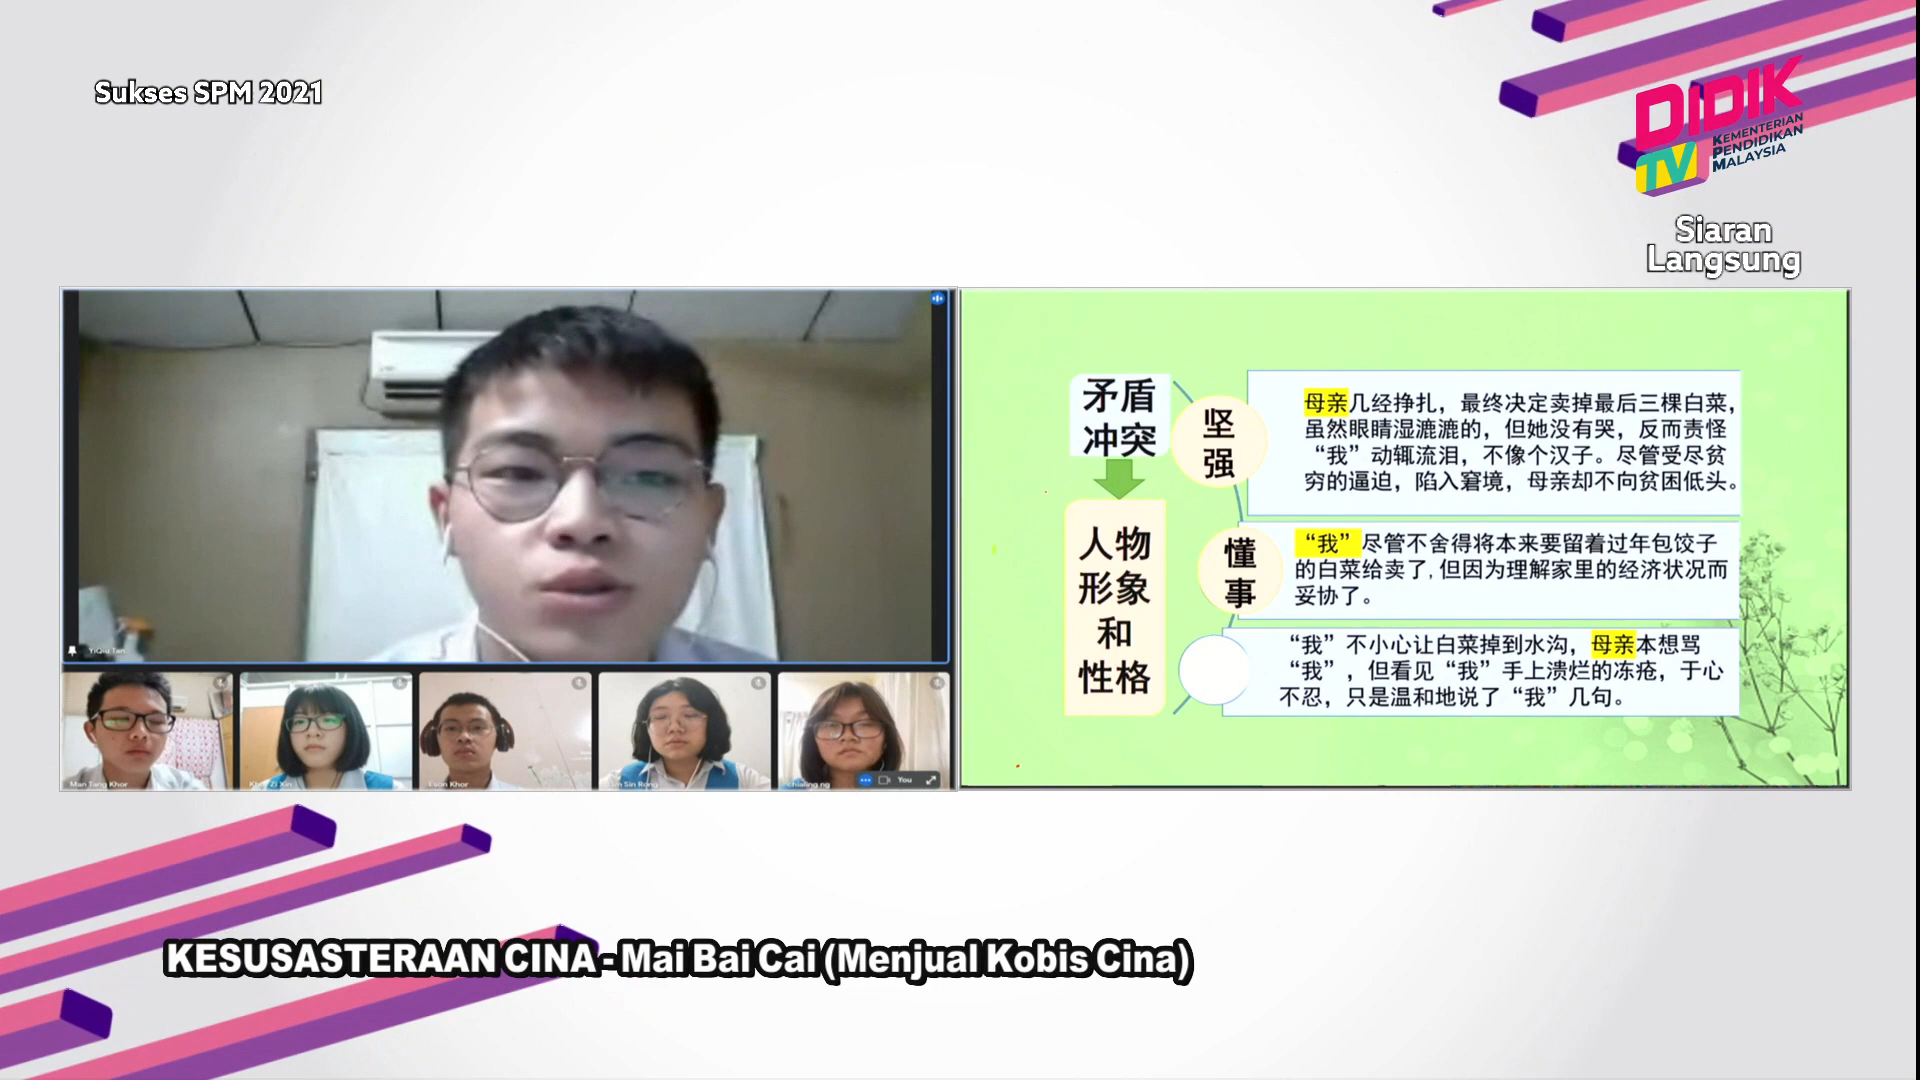 Sukses SPM 2021
DIDIK
TV
KEMENTERIAN
PENDIDIKAN
MALAYSIA
Siaran
Langsung
YiQiu Tan
Man Tang Khor
Eson Khor
You
矛盾
冲突
人物
形象
和
性格
坚
强
母亲几经挣扎，最终决定卖掉最后三棵白菜，
虽然眼睛湿漉漉的，但她没有哭，反而责怪
“我”动辄流泪，不像个汉子。尽管受尽贫
穷的逼迫，陷入窘境，母亲却不向贫困低头。
懂
事
“我”尽管不舍得将本来要留着过年包饺子
的白菜给卖了,但因为理解家里的经济状况而
妥协了。
“我”不小心让白菜掉到水沟，母亲本想骂
“我”，但看见“我”手上溃烂的冻疮，于心
不忍，只是温和地说了“我”几句。
KESUSASTERAAN CINA - Mai Bai Cai (Menjual Kobis Cina)